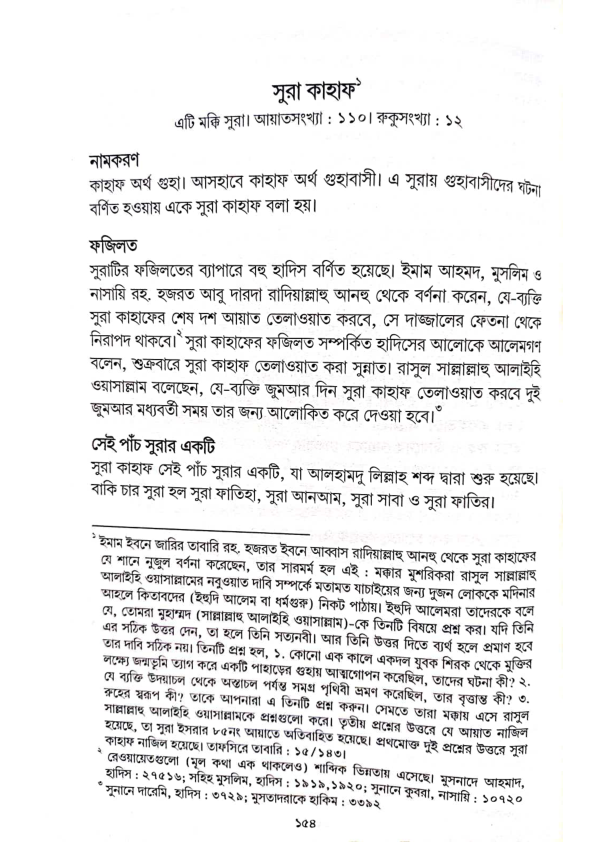 সুরা কাহাফ১
এটি মক্কি সুরা। আয়াতসংখ্যা : ১১০। রুকুসংখ্যা : ১২
নামকরণ
কাহাফ অর্থ গুহা। আসহাবে কাহাফ অর্থ গুহাবাসী। এ সুরায় গুহাবাসীদের ঘটনা
বর্ণিত হওয়ায় একে সুরা কাহাফ বলা হয়।
ফজিলত
সুরাটির ফজিলতের ব্যাপারে বহু হাদিস বর্ণিত হয়েছে। ইমাম আহমদ, মুসলিম ও
নাসায়ি রহ. হজরত আবু দারদা রাদিয়াল্লাহু আনহু থেকে বর্ণনা করেন, যে-ব্যক্তি
সুরা কাহাফের শেষ দশ আয়াত তেলাওয়াত করবে, সে দাজ্জালের ফেতনা থেকে
নিরাপদ থাকবে।২ সুরা কাহাফের ফজিলত সম্পর্কিত হাদিসের আলোকে আলেমগণ
বলেন, শুক্রবারে সুরা কাহাফ তেলাওয়াত করা সুন্নাত। রাসুল সাল্লাল্লাহু আলাইহি
ওয়াসাল্লাম বলেছেন, যে-ব্যক্তি জুমআর দিন সুরা কাহাফ তেলাওয়াত করবে দুই
জুমআর মধ্যবর্তী সময় তার জন্য আলোকিত করে দেওয়া হবে।৩
সেই পাঁচ সুরার একটি
সুরা কাহাফ সেই পাঁচ সুরার একটি, যা আলহামদু লিল্লাহ শব্দ দ্বারা শুরু হয়েছে।
বাকি চার সুরা হল সুরা ফাতিহা, সুরা আনআম, সুরা সাবা ও সুরা ফাতির।
১ ইমাম ইবনে জারির তাবারি রহ. হজরত ইবনে আব্বাস রাদিয়াল্লাহু আনহু থেকে সুরা কাহাফের
যে শানে নুজুল বর্ণনা করেছেন, তার সারমর্ম হল এই : মক্কার মুশরিকরা রাসুল সাল্লাল্লাহু
আলাইহি ওয়াসাল্লামের নবুওয়াত দাবি সম্পর্কে মতামত যাচাইয়ের জন্য দুজন লোককে মদিনার
আহলে কিতাবদের (ইহুদি আলেম বা ধর্মগুরু) নিকট পাঠায়। ইহুদি আলেমরা তাদেরকে বলে
যে, তোমরা মুহাম্মদ (সাল্লাল্লাহু আলাইহি ওয়াসাল্লাম)-কে তিনটি বিষয়ে প্রশ্ন কর। যদি তিনি
এর সঠিক উত্তর দেন, তা হলে তিনি সত্যনবী। আর তিনি উত্তর দিতে ব্যর্থ হলে প্রমাণ হবে
তার দাবি সঠিক নয়। তিনটি প্রশ্ন হল, ১. কোনো এক কালে একদল যুবক শিরক থেকে মুক্তির
লক্ষ্যে জন্মভূমি ত্যাগ করে একটি পাহাড়ের গুহায় আত্মগোপন করেছিল, তাদের ঘটনা কী? ২.
যে ব্যক্তি উদয়াচল থেকে অস্তাচল পর্যন্ত সমগ্র পৃথিবী ভ্রমণ করেছিল, তার বৃত্তান্ত কী? ৩.
রুহের স্বরূপ কী? তাকে আপনারা এ তিনটি প্রশ্ন করুন। সেমতে তারা মক্কায় এসে রাসুল
সাল্লাল্লাহু আলাইহি ওয়াসাল্লামকে প্রশ্নগুলো করে। তৃতীয় প্রশ্নের উত্তরে যে আয়াত নাজিল
হয়েছে, তা সুরা ইসরার ৮৫নং আয়াতে অতিবাহিত হয়েছে। প্রথমোক্ত দুই প্রশ্নের উত্তরে সুরা
কাহাফ নাজিল হয়েছে। তাফসিরে তাবারি : ১৫/১৪৩।
২ রেওয়ায়েতগুলো (মূল কথা এক থাকলেও) শাব্দিক ভিন্নতায় এসেছে। মুসনাদে আহমাদ,
হাদিস : ২৭৫১৬; সহিহ মুসলিম, হাদিস : ১৯১৯,১৯২০; সুনানে কুবরা, নাসায়ি : ১০৭২০
৩ সুনানে দারেমি, হাদিস : ৩৭২৯; মুসতাদরাকে হাকিম : ৩৩৯২
১৫৪